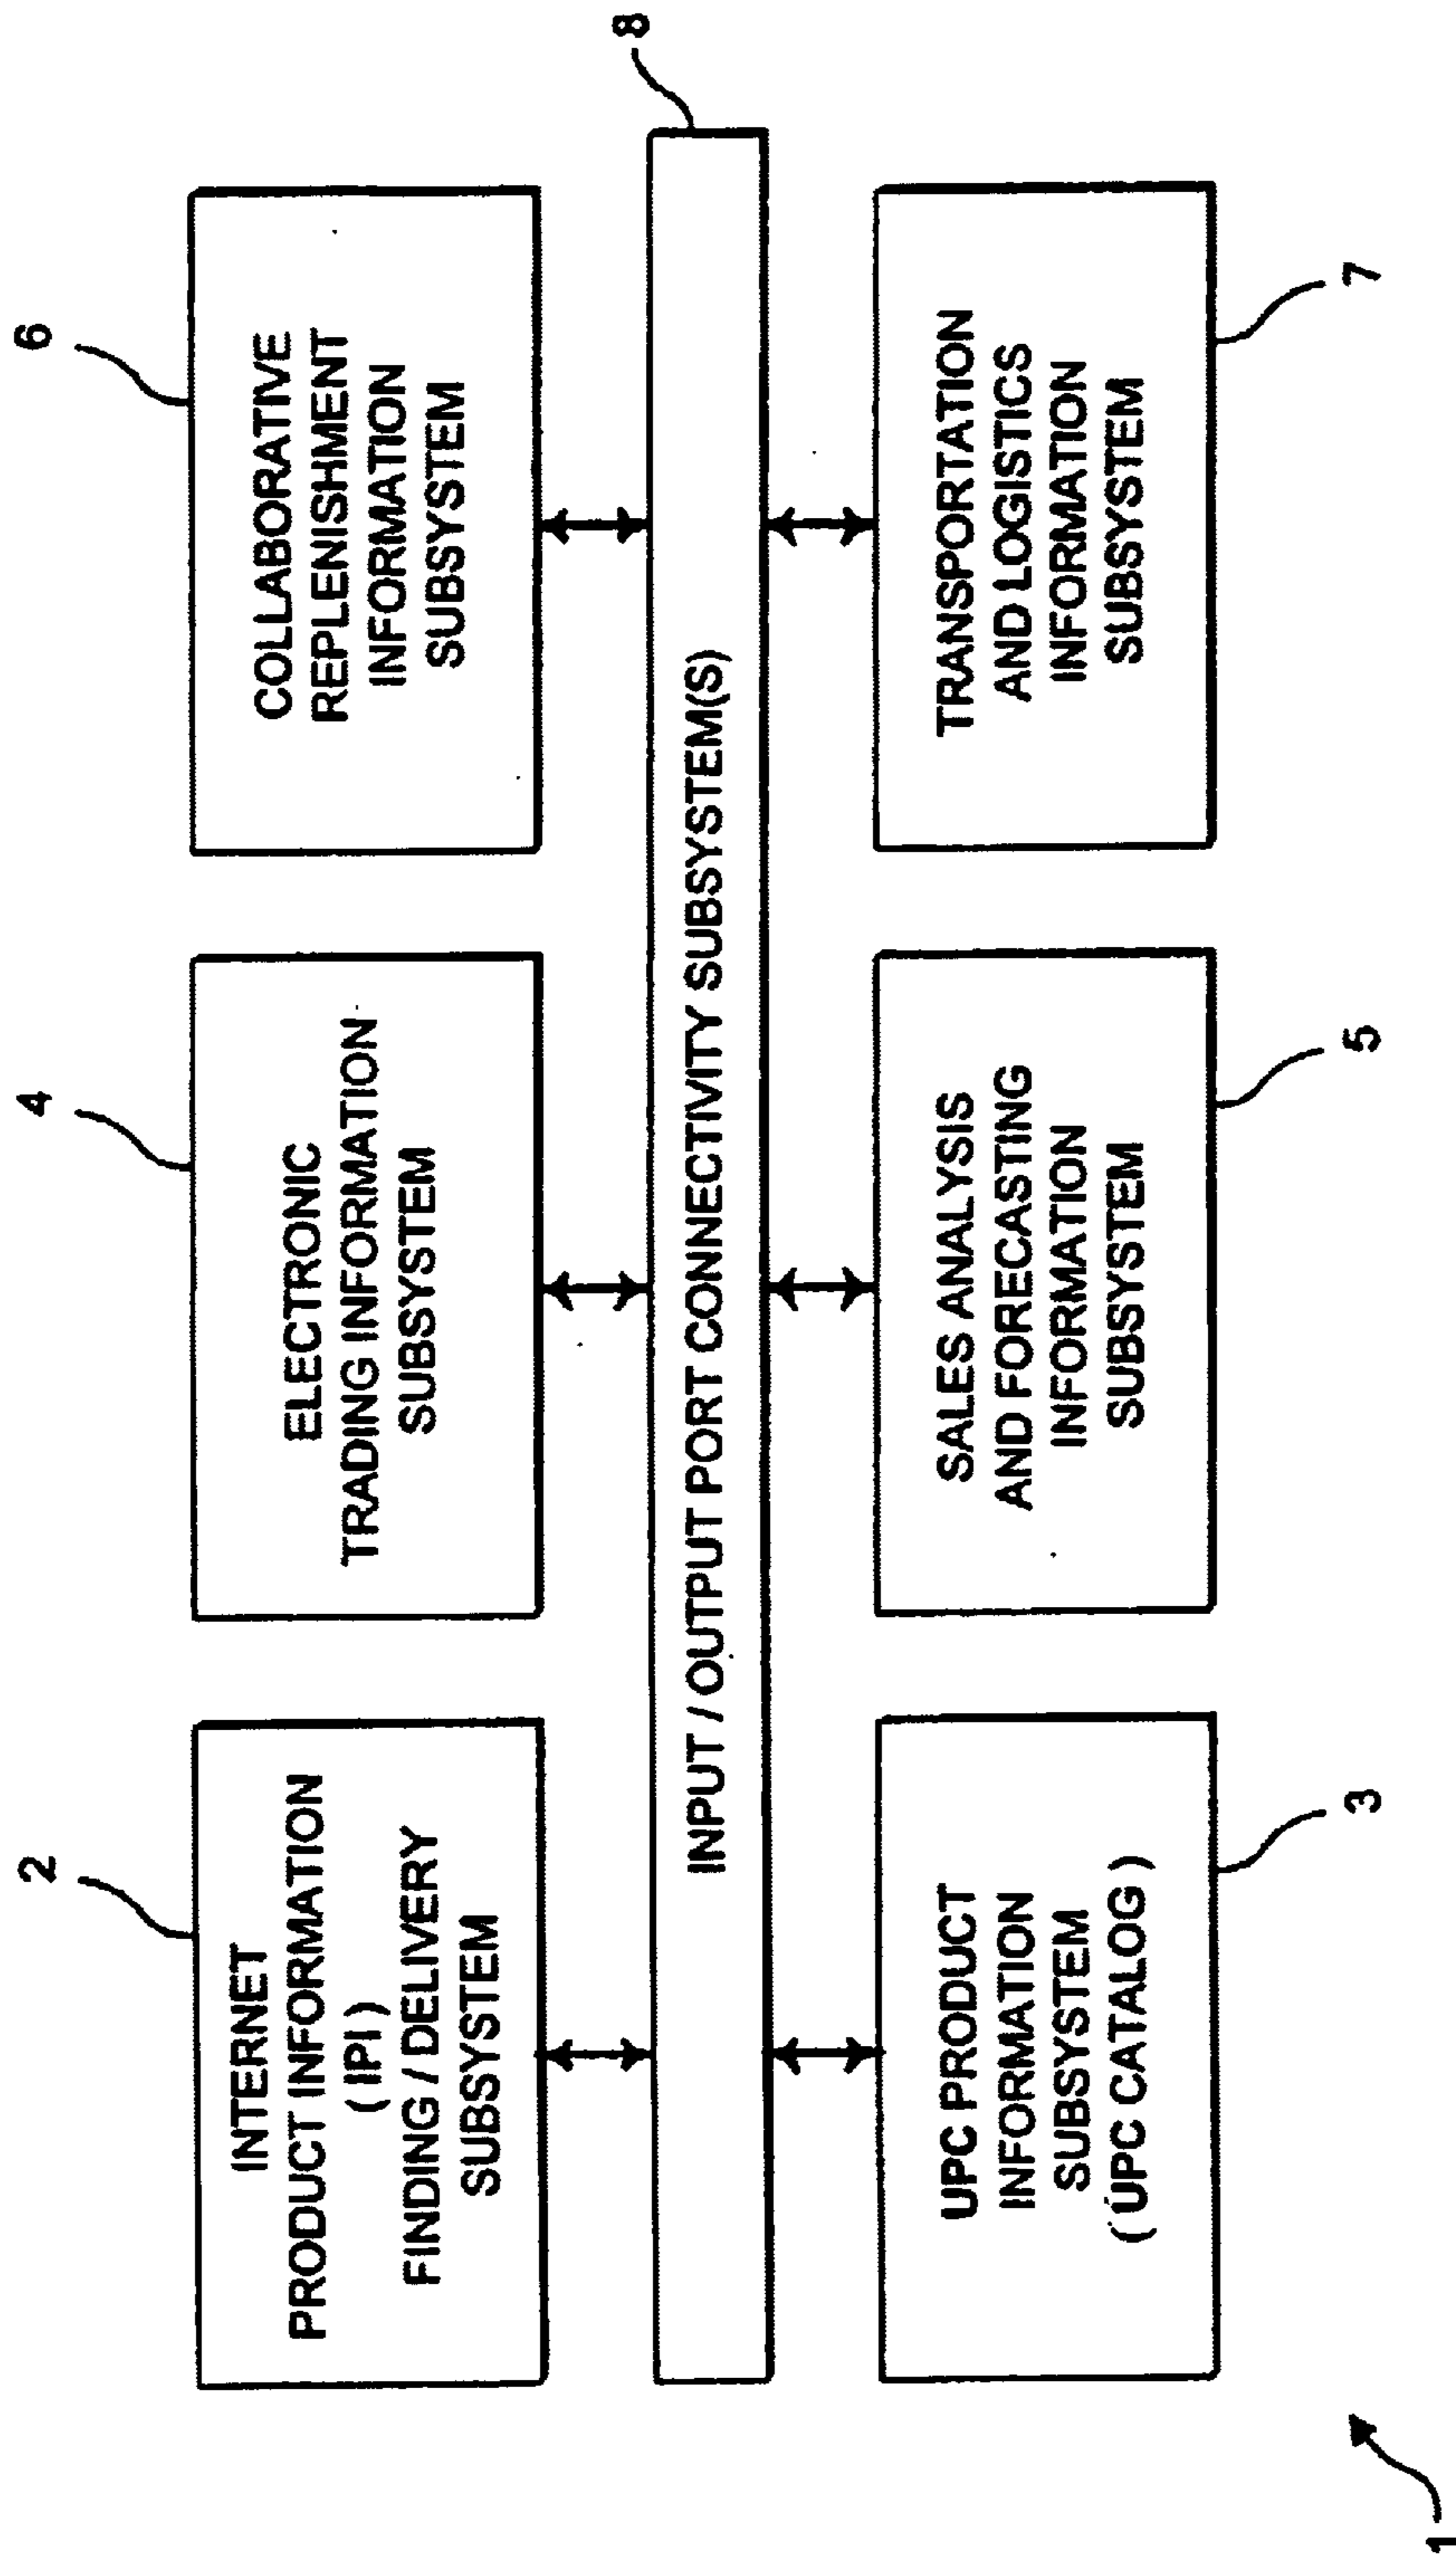 2
INTERNET
PRODUCT INFORMATION
( IPI )
FINDING / DELIVERY
SUBSYSTEM
4
ELECTRONIC
TRADING INFORMATION
SUBSYSTEM
6
COLLABORATIVE
REPLENISHMENT
INFORMATION
SUBSYSTEM
8
INPUT / OUTPUT PORT CONNECTIVITY SUBSYSTEM(S)
UPC PRODUCT
INFORMATION
SUBSYSTEM
( UPC CATALOG )
3
SALES ANALYSIS
AND FORECASTING
INFORMATION
SUBSYSTEM
5
TRANSPORTATION
AND LOGISTICS
INFORMATION
SUBSYSTEM
7
1